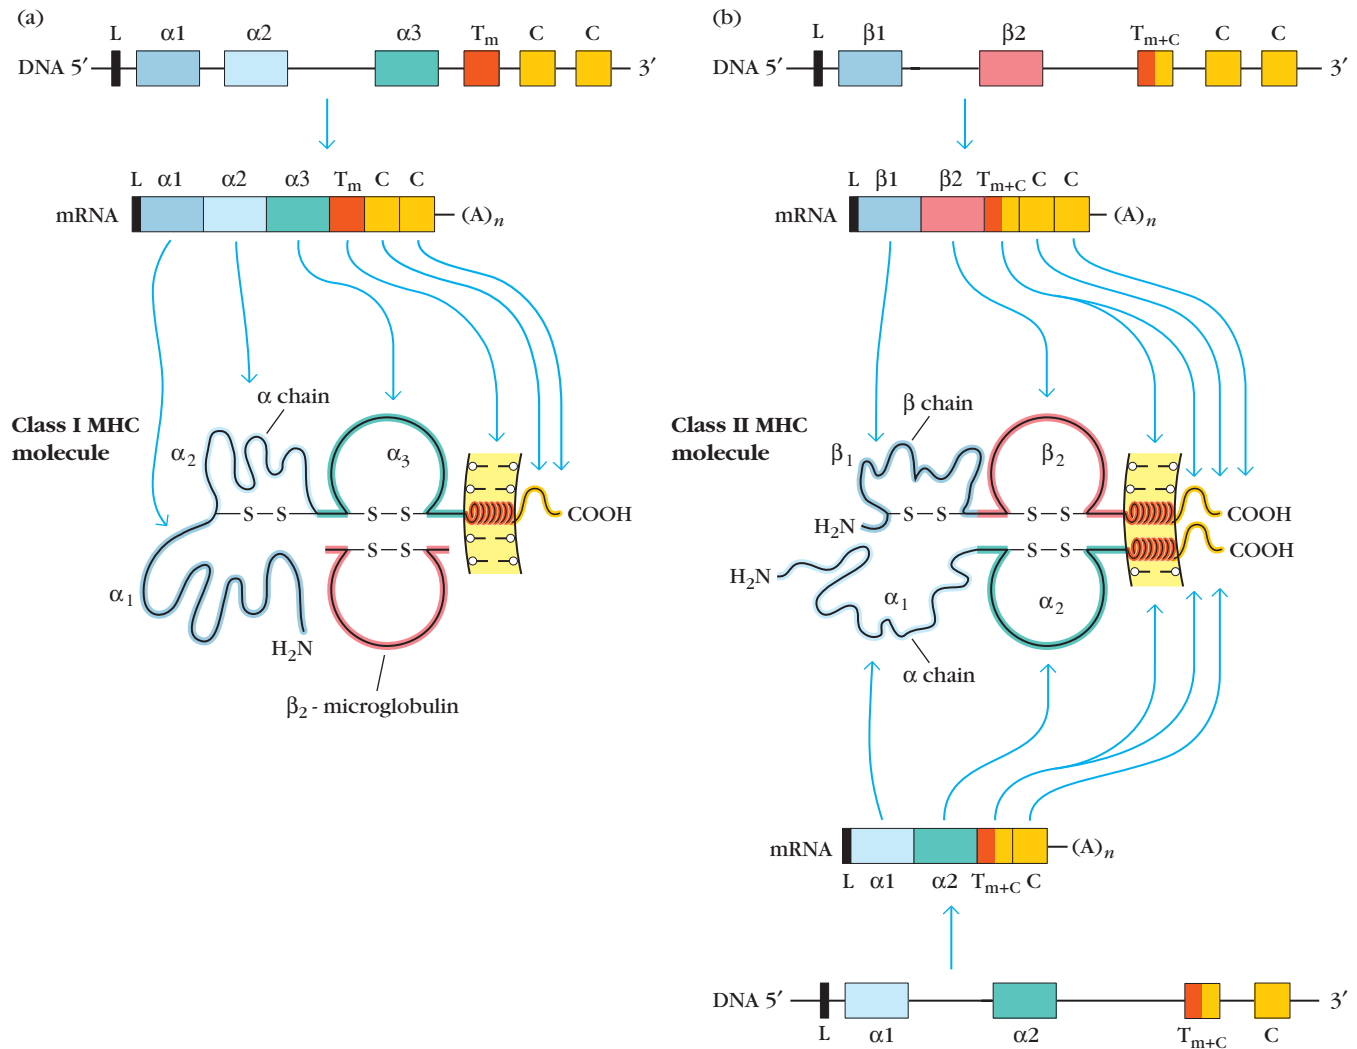 (a)
L α1 α2 α3 Tm C C
DNA 5′ 3′
L α1 α2 α3 Tm C C
mRNA (A)n
Class I MHC
molecule
α chain
α2
α3
S S S S
COOH
S S
α1
H2N
β2 - microglobulin
(b)
L β1 β2 Tm+C C C
DNA 5′ 3′
L β1 β2 Tm+C C C
mRNA (A)n
Class II MHC
molecule
β chain
β1
β2
H2N
S S S S
COOH
S S
COOH
H2N
α1
α2
α chain
mRNA (A)n
L α1 α2 Tm+C C
DNA 5′ 3′
L α1 α2 Tm+C C